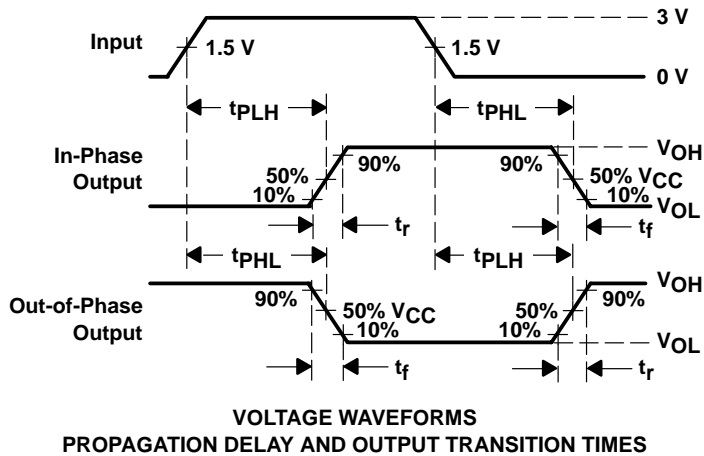 3 V
Input
1.5 V
1.5 V
0 V
tPLH
tPHL
In-Phase
Output
90%
90%
VOH
50%
50% VCC
10%
10%
VOL
tr
tf
tPHL
tPLH
Out-of-Phase
Output
90%
90%
VOH
50% VCC
50%
10%
10%
VOL
tf
tr
VOLTAGE WAVEFORMS
PROPAGATION DELAY AND OUTPUT TRANSITION TIMES